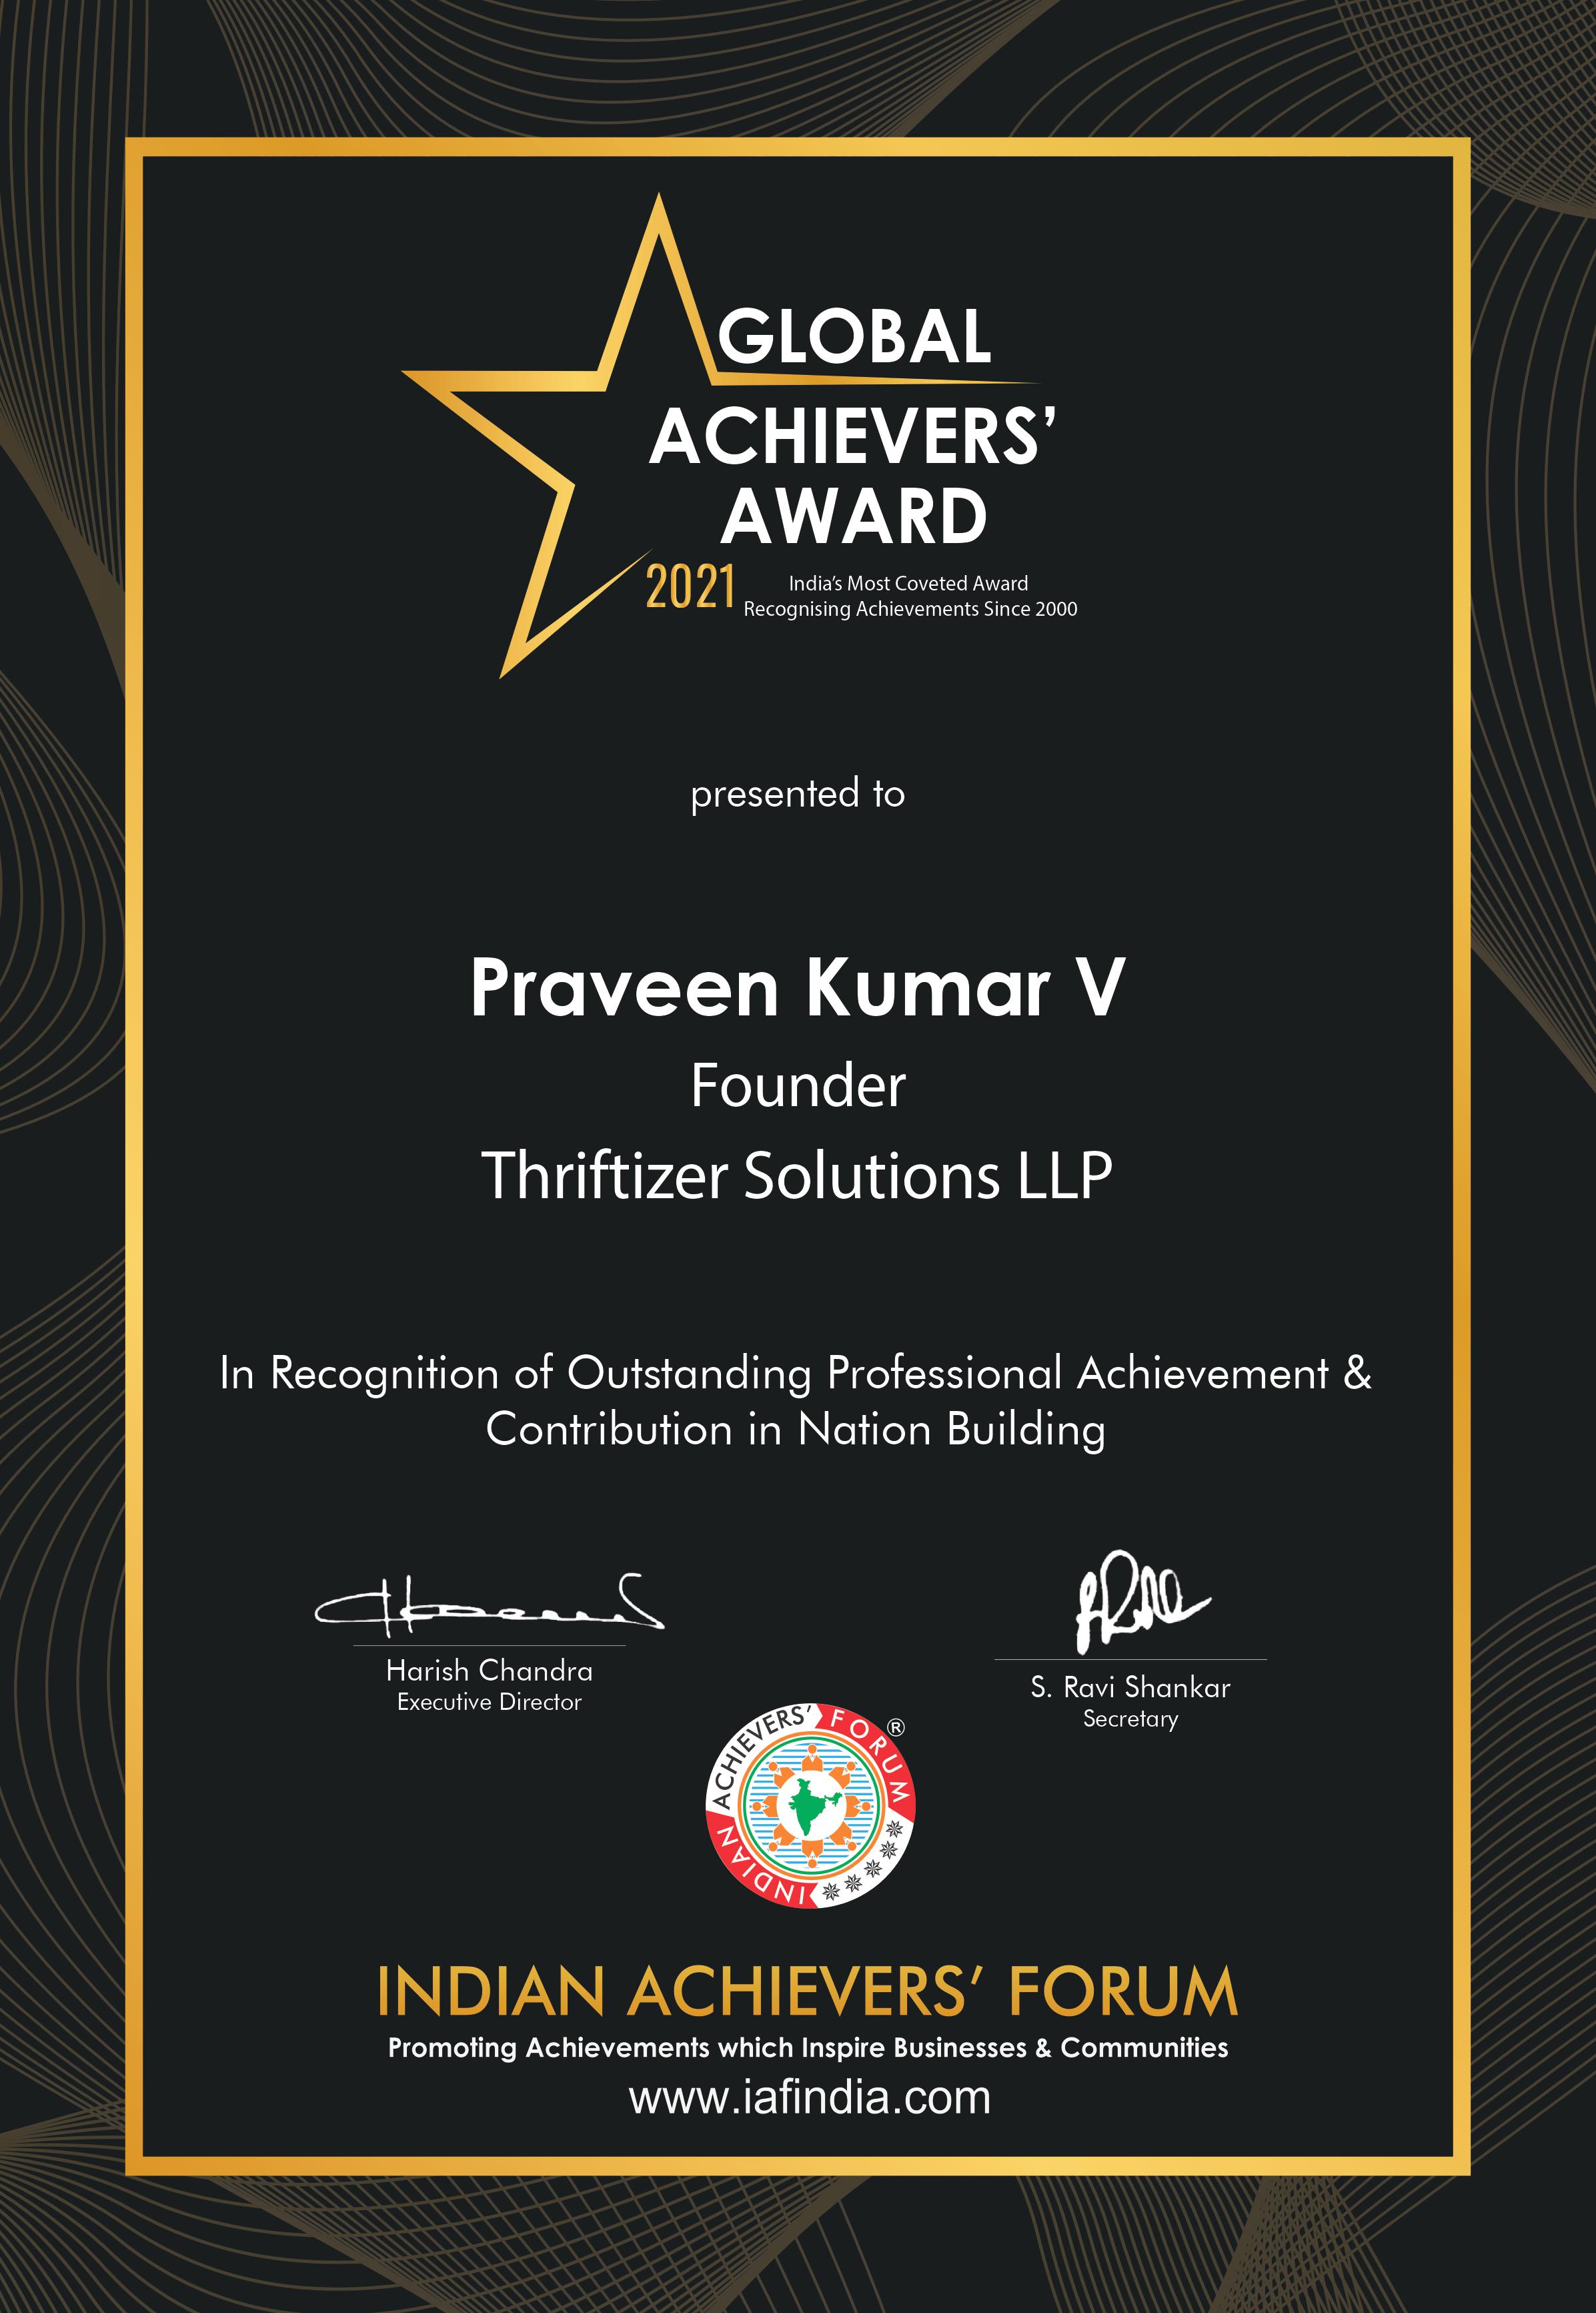 GLOBAL
ACHIEVERS’
AWARD
2021
India’s Most Coveted Award
Recognising Achievements Since 2000
presented to
Praveen Kumar V
Founder
Thriftizer Solutions LLP
In Recognition of Outstanding Professional Achievement &
Contribution in Nation Building
Harish Chandra
Executive Director
S. Ravi Shankar
Secretary
INDIAN ACHIEVERS’ FORUM ®
INDIAN ACHIEVERS’ FORUM
Promoting Achievements which Inspire Businesses & Communities
www.iafindia.com